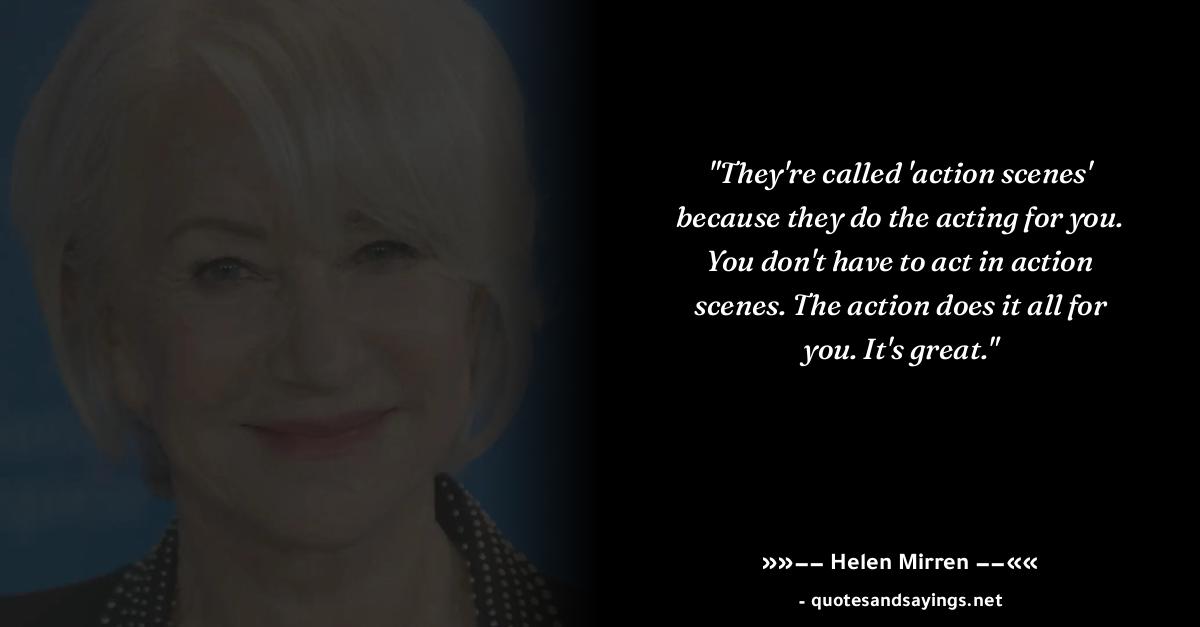 "They're called 'action scenes'
because they do the acting for you.
You don't have to act in action
scenes. The action does it all for
you. It's great."
»»−− Helen Mirren −−««
- quotesandsayings.net